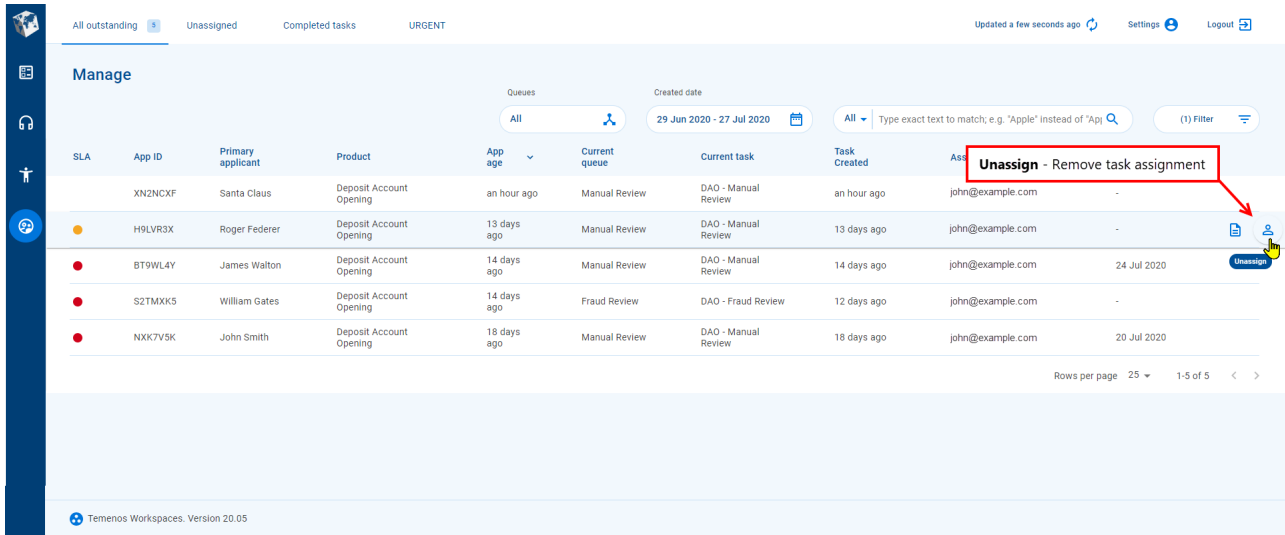 All outstanding 9 Unassigned Completed tasks URGENT Updated a few seconds ago Settings Logout
Manage
Queues Created date
All 29 Jun 2020 - 27 Jul 2020 All Type exact text to match; e.g. "Apple" instead of "App (1) Filter
SLA App ID Primary applicant Product App age Current queue Current task Task Created Ass
Unassign - Remove task assignment
XN2NCXF Santa Claus Deposit Account Opening an hour ago Manual Review DAO - Manual Review an hour ago john@example.com -
H9LVR3X Roger Federer Deposit Account Opening 13 days ago Manual Review DAO - Manual Review 13 days ago john@example.com -
Unassign
BT9WL4Y James Walton Deposit Account Opening 14 days ago Manual Review DAO - Manual Review 14 days ago john@example.com 24 Jul 2020
S2TMXK5 William Gates Deposit Account Opening 14 days ago Fraud Review DAO - Fraud Review 12 days ago john@example.com -
NXK7V5K John Smith Deposit Account Opening 18 days ago Manual Review DAO - Manual Review 18 days ago john@example.com 20 Jul 2020
Rows per page 25 1-5 of 5
Temenos Workspaces. Version 20.05